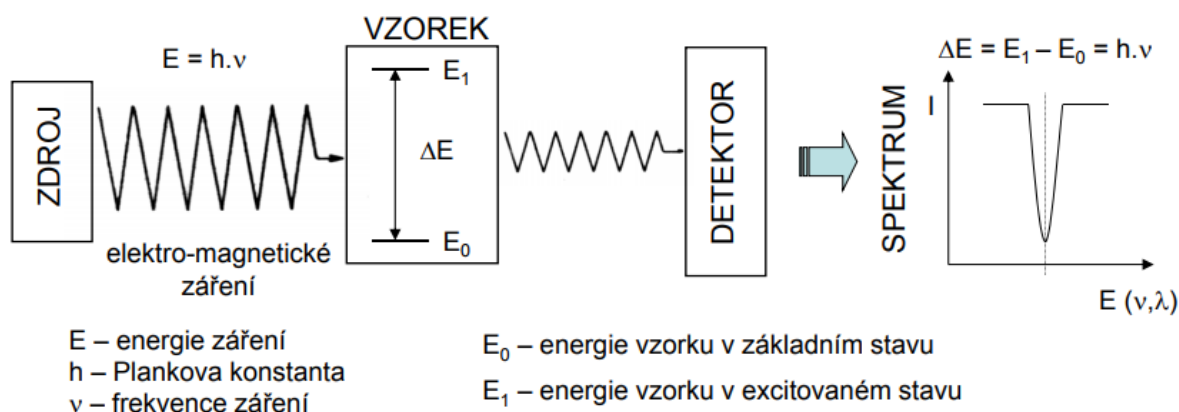 VZOREK
E = h.ν
ΔE = E₁ – E₀ = h.ν
ZDROJ
E₁
ΔE
E₀
DETEKTOR
SPEKTRUM
I
elektro-magnetické
záření
E (ν,λ)
E – energie záření
h – Plankova konstanta
ν – frekvence záření
E₀ – energie vzorku v základním stavu
E₁ – energie vzorku v excitovaném stavu